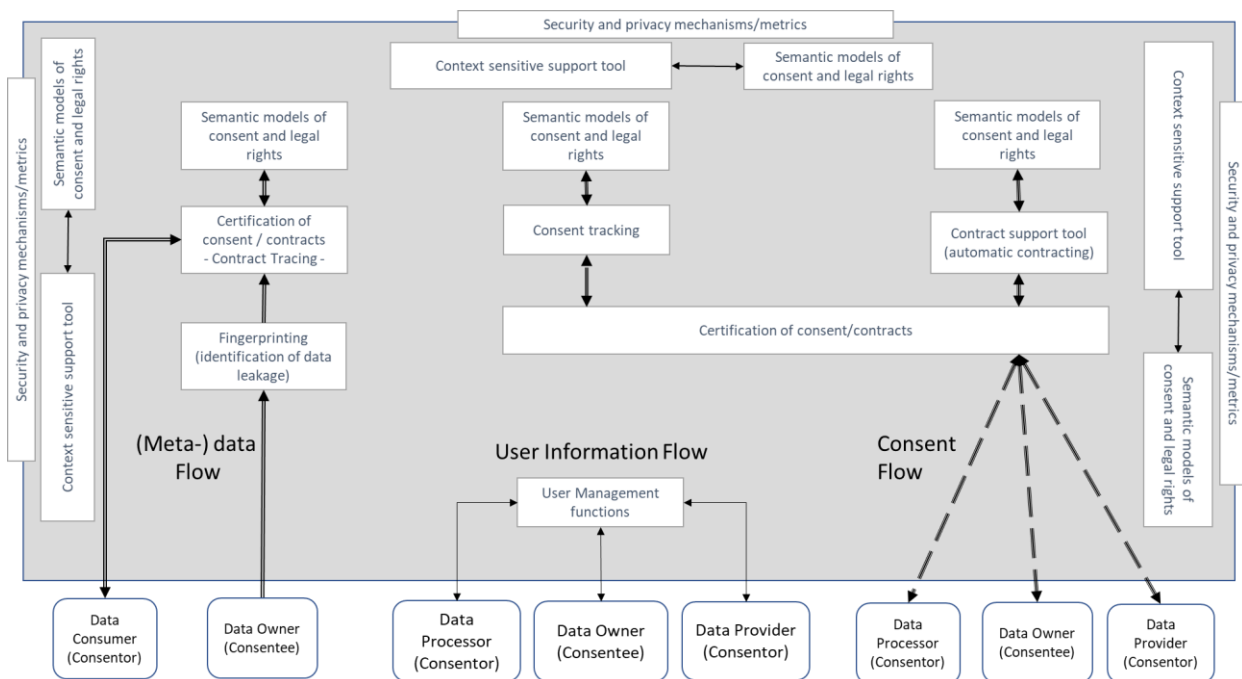 Security and privacy mechanisms/metrics
Context sensitive support tool
Semantic models of
consent and legal rights
Security and privacy mechanisms/metrics
Semantic models of
consent and legal rights
Context sensitive support tool
Semantic models of
consent and legal
rights
Certification of
consent / contracts
- Contract Tracing -
Fingerprinting
(identification of data
leakage)
(Meta-) data
Flow
Semantic models of
consent and legal
rights
Consent tracking
Semantic models of
consent and legal
rights
Contract support tool
(automatic contracting)
Certification of consent/contracts
User Information Flow
User Management
functions
Consent
Flow
Context sensitive support tool
Semantic models of
consent and legal rights
Security and privacy mechanisms/metrics
Data
Consumer
(Consentor)
Data Owner
(Consentee)
Data
Processor
(Consentor)
Data Owner
(Consentee)
Data Provider
(Consentor)
Data
Processor
(Consentor)
Data Owner
(Consentee)
Data
Provider
(Consentor)